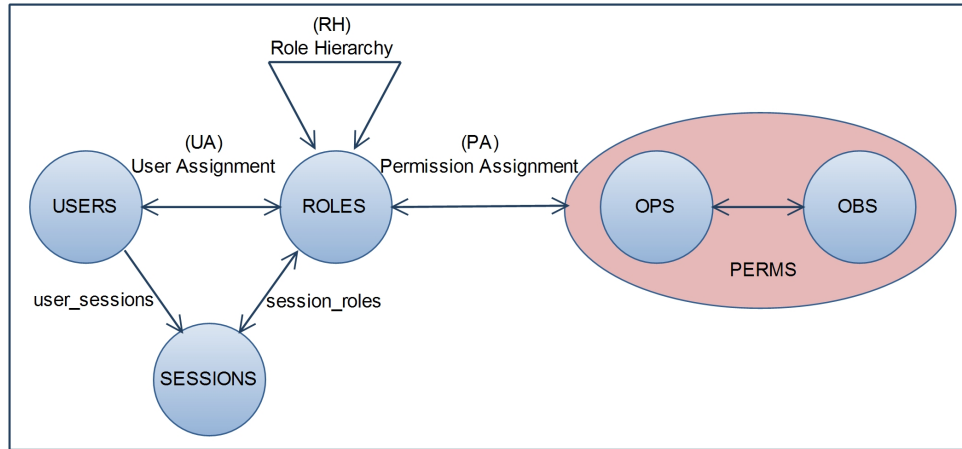 (RH)
Role Hierarchy
(UA)
User Assignment
(PA)
Permission Assignment
USERS
ROLES
OPS
OBS
PERMS
user_sessions
session_roles
SESSIONS